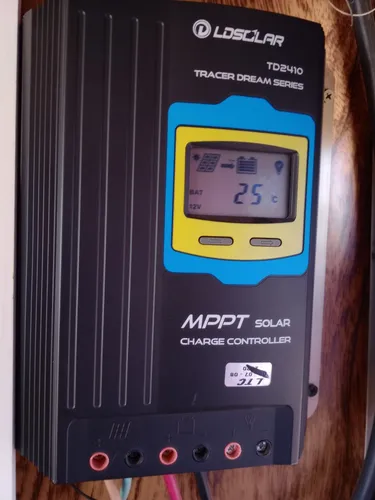 LDSOLAR
TD2410
TRACER DREAM SERIES
BAT
12V
25 °C
MPPT SOLAR
CHARGE CONTROLLER
LTC